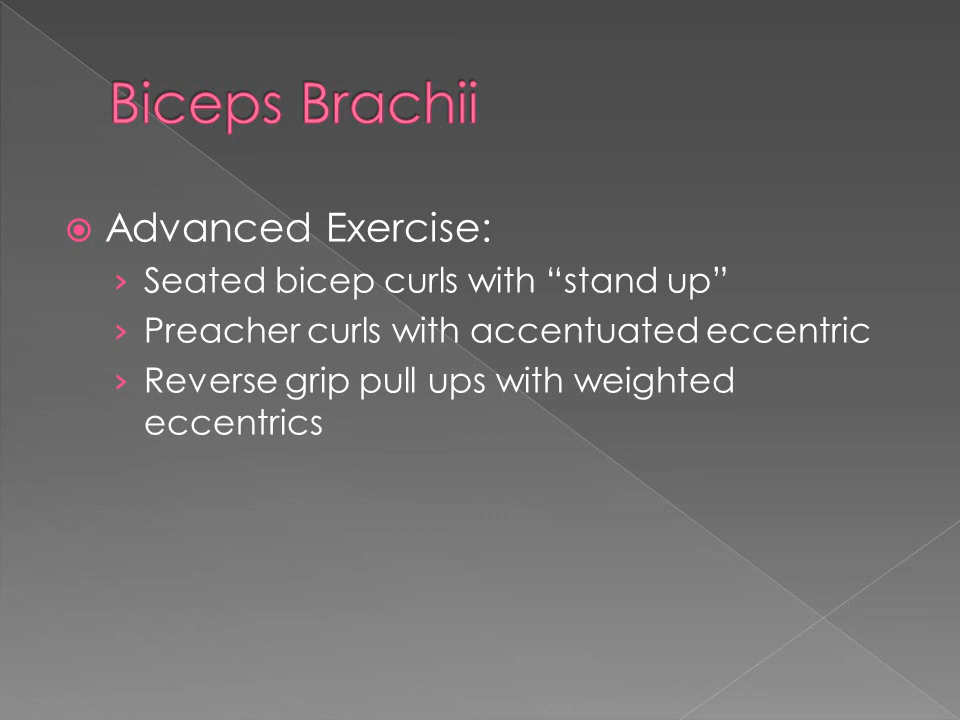 Biceps Brachii
Advanced Exercise:
Seated bicep curls with “stand up”
Preacher curls with accentuated eccentric
Reverse grip pull ups with weighted
eccentrics